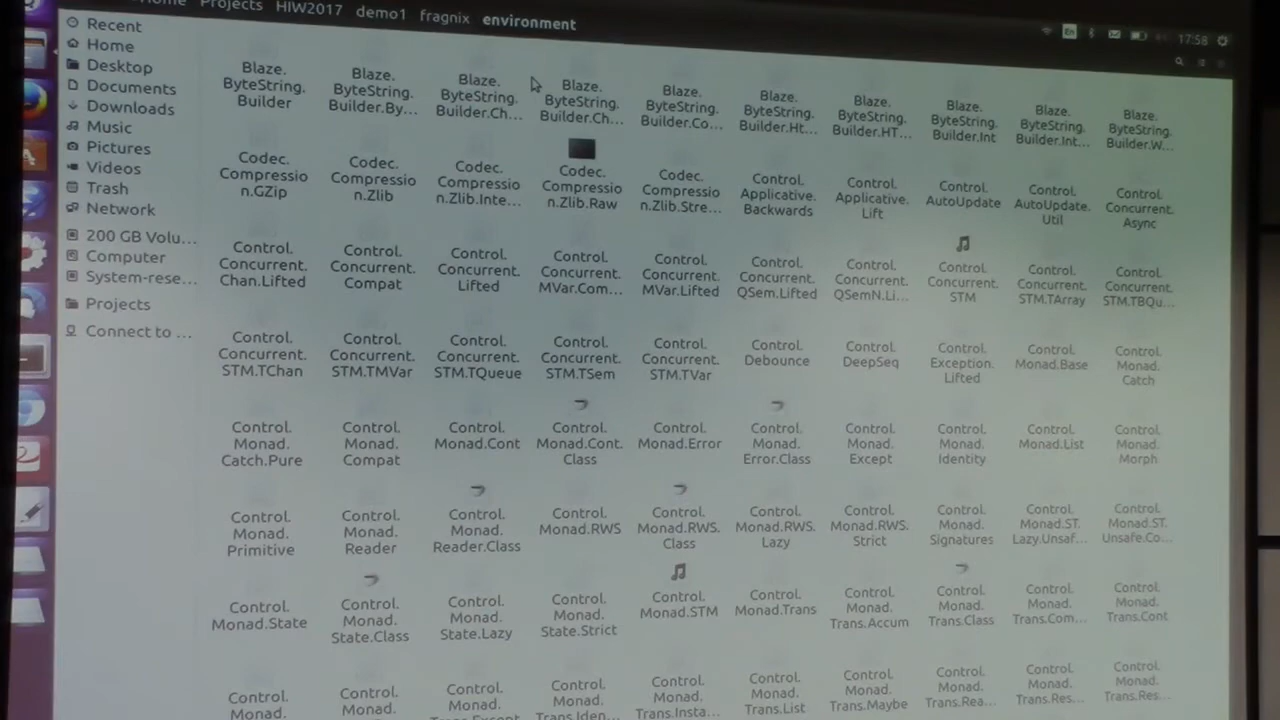 Home Projects HIW2017 demo1 fragnix environment
En 17:58
Recent
Home
Desktop
Documents
Downloads
Music
Pictures
Videos
Trash
Network
200 GB Volu...
Computer
System-rese...
Projects
Connect to ...
Blaze.
ByteString.
Builder
Blaze.
ByteString.
Builder.By...
Blaze.
ByteString.
Builder.Ch...
Blaze.
ByteString.
Builder.Ch...
Blaze.
ByteString.
Builder.Co...
Blaze.
ByteString.
Builder.Ht...
Blaze.
ByteString.
Builder.HT...
Blaze.
ByteString.
Builder.Int
Blaze.
ByteString.
Builder.Int...
Blaze.
ByteString.
Builder.W...
Codec.
Compressio
n.GZip
Codec.
Compressio
n.Zlib
Codec.
Compressio
n.Zlib.Inte...
Codec.
Compressio
n.Zlib.Raw
Codec.
Compressio
n.Zlib.Stre...
Control.
Applicative.
Backwards
Control.
Applicative.
Lift
Control.
AutoUpdate
Control.
AutoUpdate.
Util
Control.
Concurrent.
Async
Control.
Concurrent.
Chan.Lifted
Control.
Concurrent.
Compat
Control.
Concurrent.
Lifted
Control.
Concurrent.
MVar.Com...
Control.
Concurrent.
MVar.Lifted
Control.
Concurrent.
QSem.Lifted
Control.
Concurrent.
QSemN.Li...
Control.
Concurrent.
STM
Control.
Concurrent.
STM.TArray
Control.
Concurrent.
STM.TBQu...
Control.
Concurrent.
STM.TChan
Control.
Concurrent.
STM.TMVar
Control.
Concurrent.
STM.TQueue
Control.
Concurrent.
STM.TSem
Control.
Concurrent.
STM.TVar
Control.
Debounce
Control.
DeepSeq
Control.
Exception.
Lifted
Control.
Monad.Base
Control.
Monad.
Catch
Control.
Monad.
Catch.Pure
Control.
Monad.
Compat
Control.
Monad.Cont
Control.
Monad.Cont.
Class
Control.
Monad.Error
Control.
Monad.
Error.Class
Control.
Monad.
Except
Control.
Monad.
Identity
Control.
Monad.List
Control.
Monad.
Morph
Control.
Monad.
Primitive
Control.
Monad.
Reader
Control.
Monad.
Reader.Class
Control.
Monad.RWS
Control.
Monad.RWS.
Class
Control.
Monad.RWS.
Lazy
Control.
Monad.RWS.
Strict
Control.
Monad.
Signatures
Control.
Monad.ST.
Lazy.Unsaf...
Control.
Monad.ST.
Unsafe.Co...
Control.
Monad.State
Control.
Monad.
State.Class
Control.
Monad.
State.Lazy
Control.
Monad.
State.Strict
Control.
Monad.STM
Control.
Monad.Trans
Control.
Monad.
Trans.Accum
Control.
Monad.
Trans.Class
Control.
Monad.
Trans.Com...
Control.
Monad.
Trans.Cont
Control.
Monad.
Control.
Monad.
Control.
Monad.
Trans.Except
Control.
Monad.
Trans.Iden...
Control.
Monad.
Trans.Insta...
Control.
Monad.
Trans.List
Control.
Monad.
Trans.Maybe
Control.
Monad.
Trans.Rea...
Control.
Monad.
Trans.Res...
Control.
Monad.
Trans.Res...